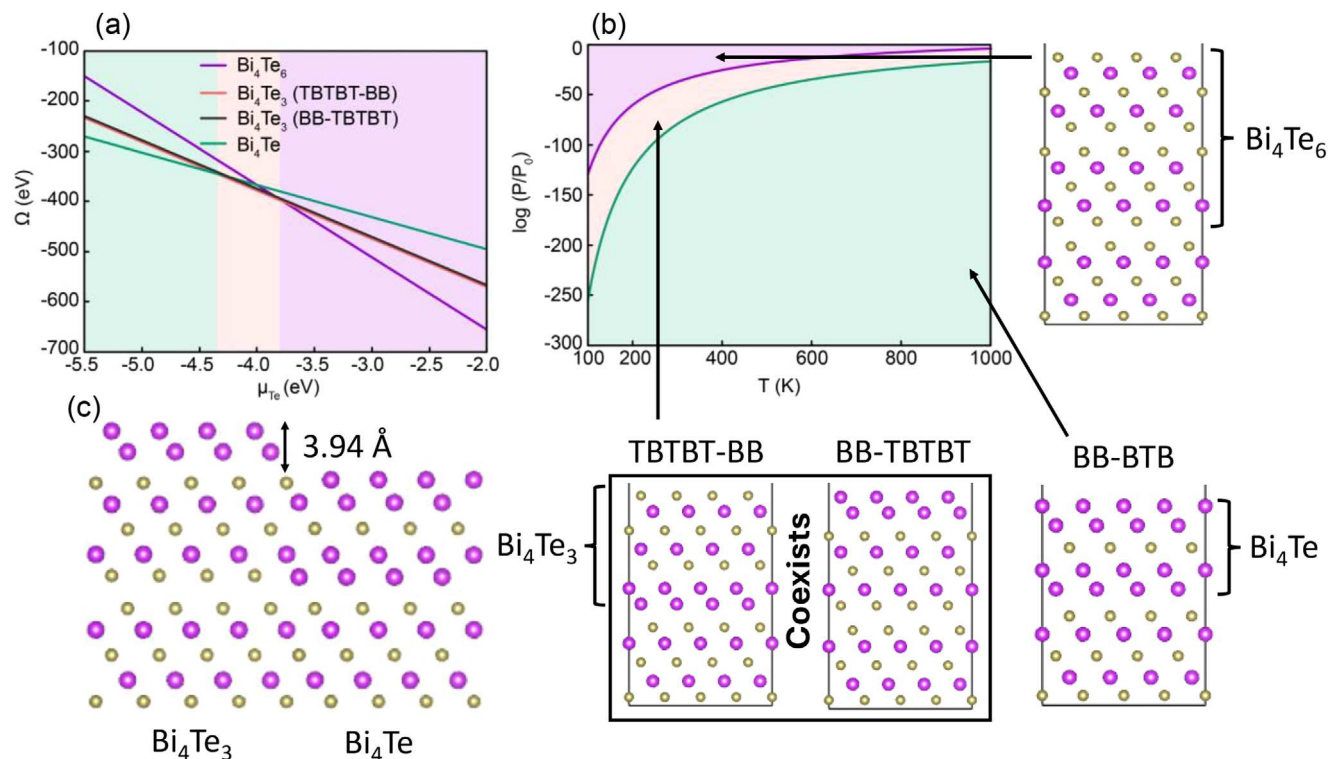 (a)
-100
-200
-300
-400
-500
-600
-700
Ω (eV)
-5.5 -5.0 -4.5 -4.0 -3.5 -3.0 -2.5 -2.0
μTe (eV)
Bi4Te6
Bi4Te3 (TBTBT-BB)
Bi4Te3 (BB-TBTBT)
Bi4Te
(b)
0
-50
-100
-150
-200
-250
-300
log (P/P0)
100 200 400 600 800 1000
T (K)
Bi4Te6
(c)
3.94 Å
Bi4Te3 Bi4Te
TBTBT-BB BB-TBTBT
Bi4Te3
Coexists
BB-BTB
Bi4Te